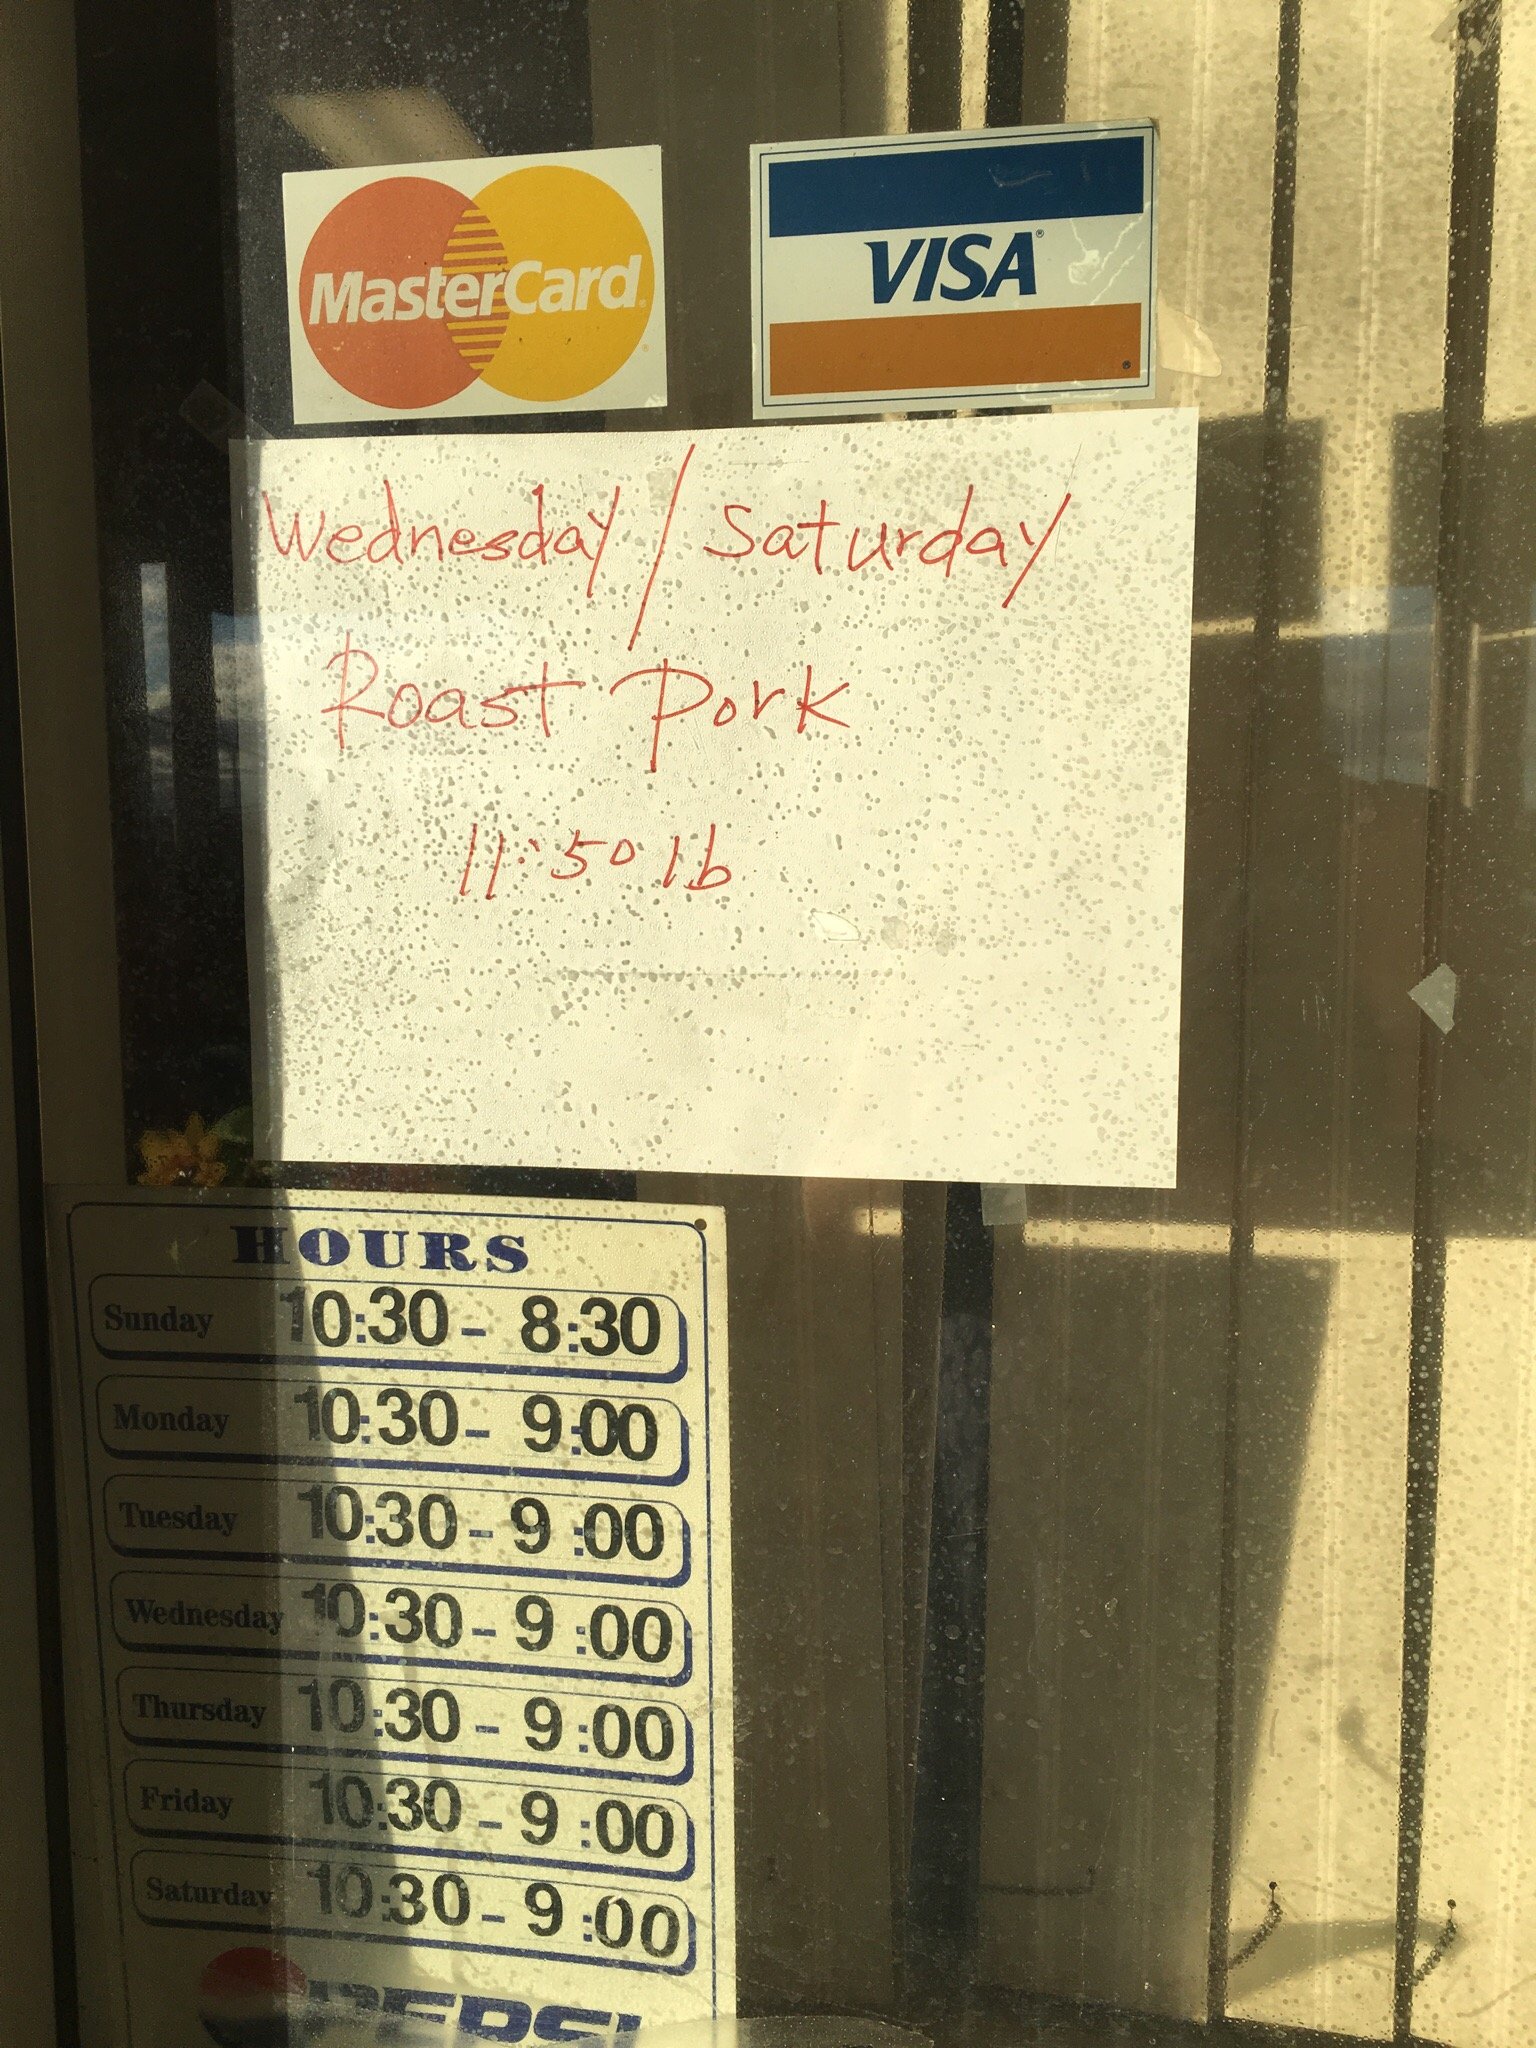 MasterCard
VISA
Wednesday / Saturday
Roast Pork
11.50 lb
HOURS
Sunday 10:30 - 8:30
Monday 10:30 - 9:00
Tuesday 10:30 - 9:00
Wednesday 10:30 - 9:00
Thursday 10:30 - 9:00
Friday 10:30 - 9:00
Saturday 10:30 - 9:00
PEPSI